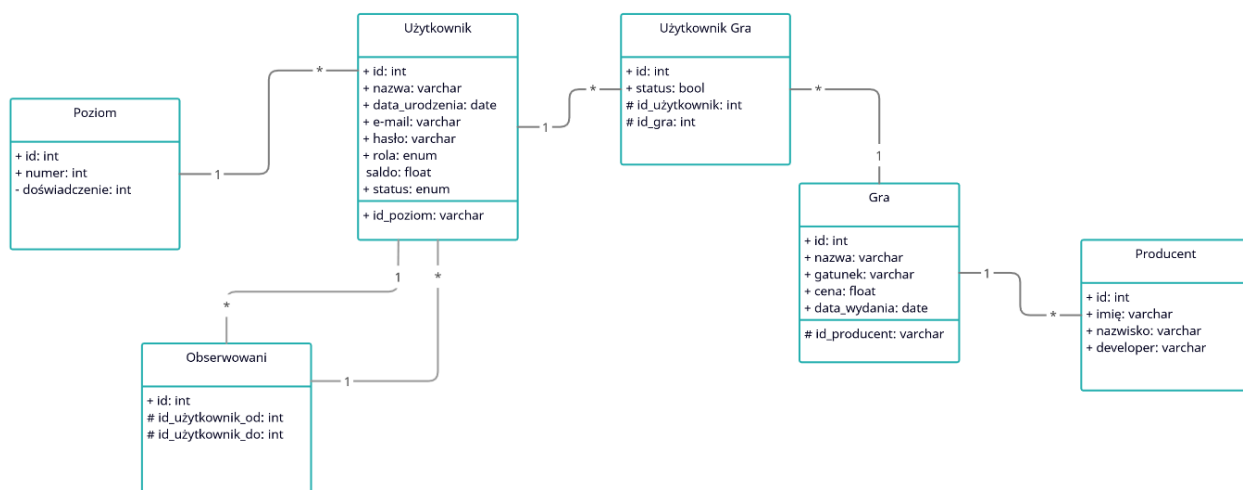 Użytkownik
+ id: int
+ nazwa: varchar
+ data_urodzenia: date
+ e-mail: varchar
+ hasło: varchar
+ rola: enum
saldo: float
+ status: enum
+ id_poziom: varchar
Użytkownik Gra
+ id: int
+ status: bool
# id_użytkownik: int
# id_gra: int
Poziom
+ id: int
+ numer: int
- doświadczenie: int
*
1
*
1
*
1
Gra
+ id: int
+ nazwa: varchar
+ gatunek: varchar
+ cena: float
+ data_wydania: date
# id_producent: varchar
Producent
+ id: int
+ imię: varchar
+ nazwisko: varchar
+ developer: varchar
1
*
1
*
*
1
Obserwowani
+ id: int
# id_użytkownik_od: int
# id_użytkownik_do: int